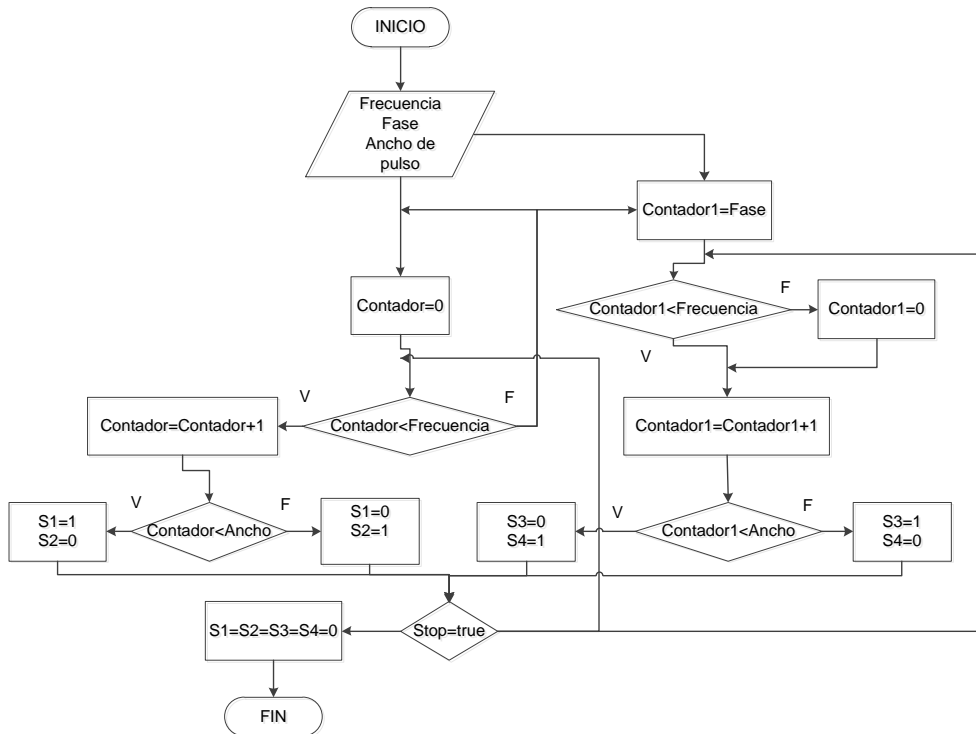 INICIO
Frecuencia
Fase
Ancho de
pulso
Contador1=Fase
Contador=0
Contador1<Frecuencia
F
Contador1=0
V
V
Contador<Frecuencia
F
Contador=Contador+1
Contador1=Contador1+1
S1=1
S2=0
V
Contador<Ancho
F
S1=0
S2=1
S3=0
S4=1
V
Contador1<Ancho
F
S3=1
S4=0
S1=S2=S3=S4=0
Stop=true
FIN